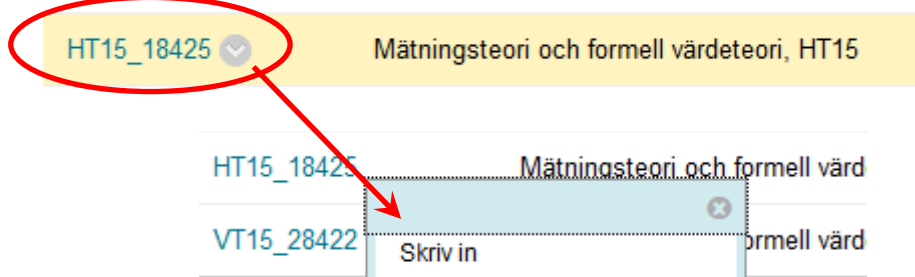 HT15_18425 Mätningsteori och formell värdeteori, HT15
HT15_18425 Mätningsteori och formell värd
VT15_28422 formell värd
Skriv in